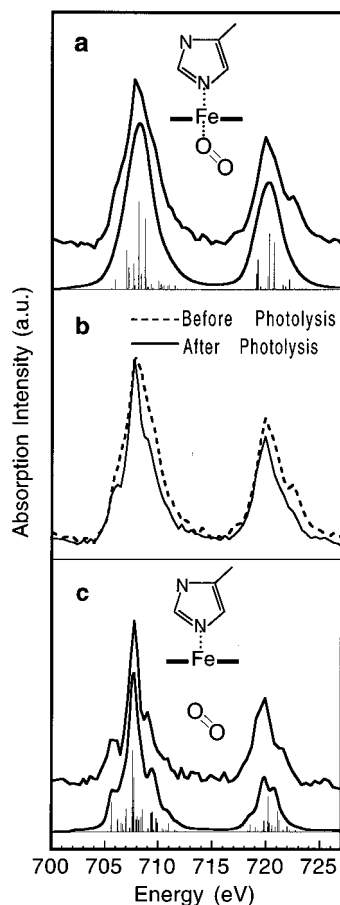 a
N
N
Fe
O
O
b
Before Photolysis
After Photolysis
c
N
N
Fe
O
O
Absorption Intensity (a.u.)
700 705 710 715 720 725
Energy (eV)